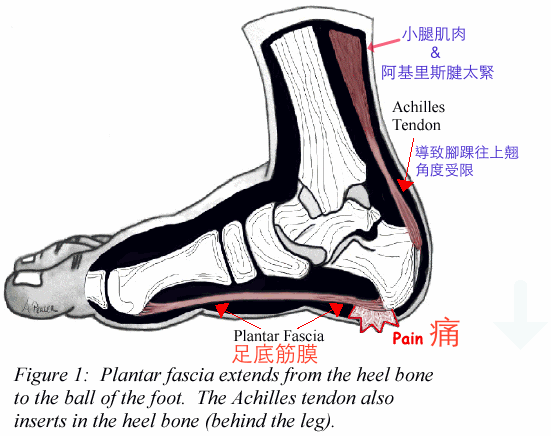 小腿肌肉
&
阿基里斯腱太緊
Achilles
Tendon
導致腳踝往上翹
角度受限
A. PERLER
Plantar Fascia
足底筋膜
Pain 痛
Figure 1: Plantar fascia extends from the heel bone
to the ball of the foot. The Achilles tendon also
inserts in the heel bone (behind the leg).